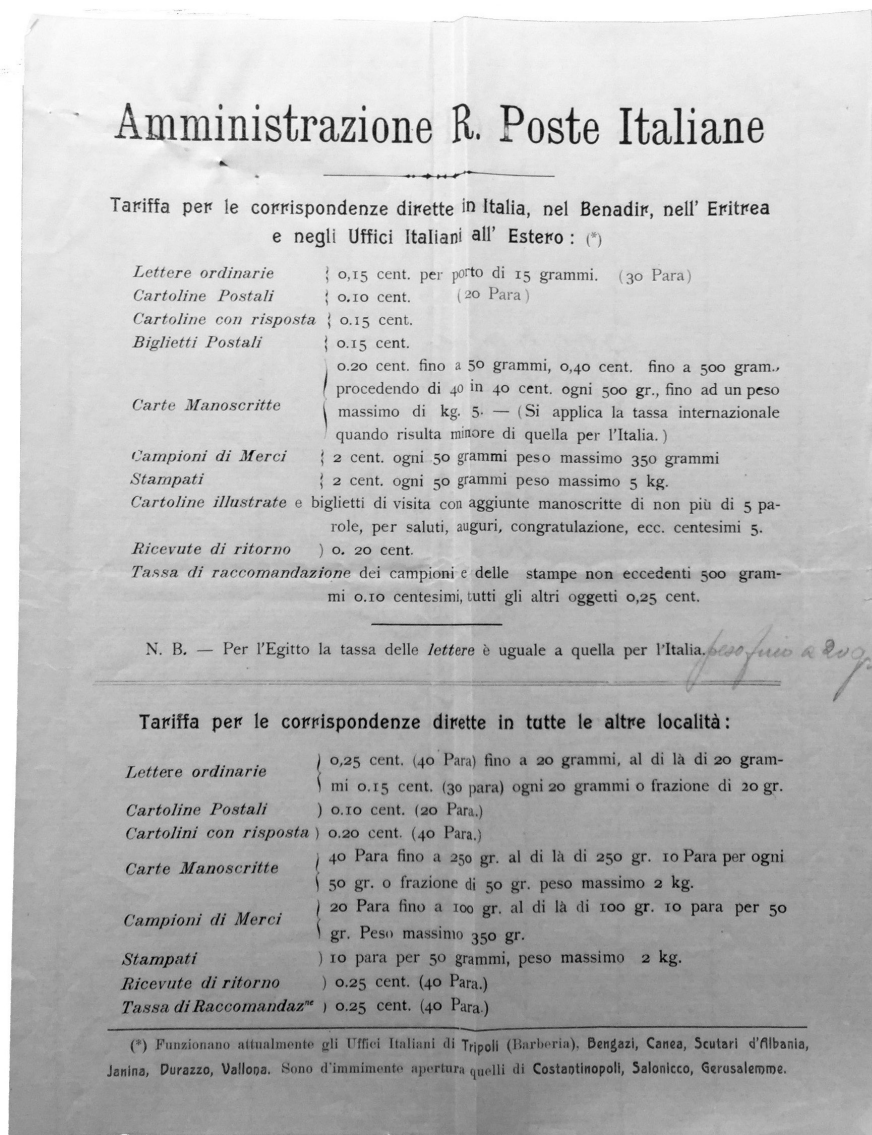 Amministrazione R. Poste Italiane
Tariffa per le corrispondenze dirette in Italia, nel Benadir, nell' Eritrea
e negli Uffici Italiani all' Estero : (*)
Lettere ordinarie { 0,15 cent. per porto di 15 grammi. (30 Para)
Cartoline Postali { 0.10 cent. (20 Para)
Cartoline con risposta { 0.15 cent.
Biglietti Postali { 0.15 cent.
0.20 cent. fino a 50 grammi, 0,40 cent. fino a 500 gram.,
procedendo di 40 in 40 cent. ogni 500 gr., fino ad un peso
Carte Manoscritte massimo di kg. 5. — (Si applica la tassa internazionale
quando risulta minore di quella per l'Italia.)
Campioni di Merci { 2 cent. ogni 50 grammi peso massimo 350 grammi
Stampati { 2 cent. ogni 50 grammi peso massimo 5 kg.
Cartoline illustrate e biglietti di visita con aggiunte manoscritte di non più di 5 pa-
role, per saluti, auguri, congratulazione, ecc. centesimi 5.
Ricevute di ritorno ) 0. 20 cent.
Tassa di raccomandazione dei campioni e delle stampe non eccedenti 500 gram-
mi 0.10 centesimi, tutti gli altri oggetti 0,25 cent.
N. B. — Per l'Egitto la tassa delle lettere è uguale a quella per l'Italia. peso fino a 20 g.
Tariffa per le corrispondenze dirette in tutte le altre località :
Lettere ordinarie 0,25 cent. (40 Para) fino a 20 grammi, al di là di 20 gram-
mi 0.15 cent. (30 para) ogni 20 grammi o frazione di 20 gr.
Cartoline Postali ) 0.10 cent. (20 Para.)
Cartolini con risposta ) 0.20 cent. (40 Para.)
Carte Manoscritte 40 Para fino a 250 gr. al di là di 250 gr. 10 Para per ogni
50 gr. o frazione di 50 gr. peso massimo 2 kg.
Campioni di Merci 20 Para fino a 100 gr. al di là di 100 gr. 10 para per 50
gr. Peso massimo 350 gr.
Stampati ) 10 para per 50 grammi, peso massimo 2 kg.
Ricevute di ritorno ) 0.25 cent. (40 Para.)
Tassa di Raccomandazⁿᵉ ) 0.25 cent. (40 Para.)
(*) Funzionano attualmente gli Uffici Italiani di Tripoli (Barberia), Bengazi, Canea, Scutari d'Albania,
Janina, Durazzo, Vallona. Sono d'immimente apertura quelli di Costantinopoli, Salonicco, Gerusalemme.